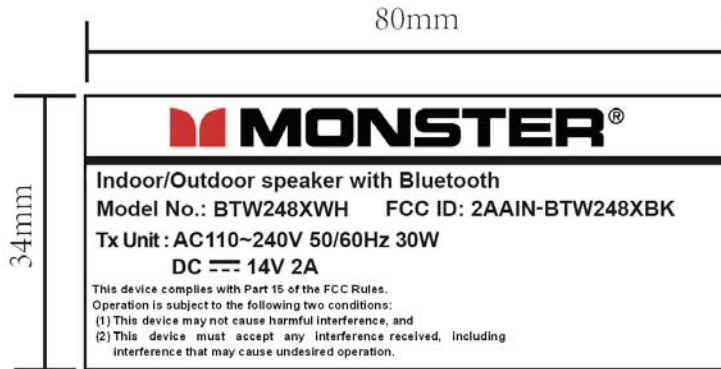 80mm
34mm
MONSTER®
Indoor/Outdoor speaker with Bluetooth
Model No.: BTW248XWH FCC ID: 2AAIN-BTW248XBK
Tx Unit : AC110~240V 50/60Hz 30W
DC ⎓ 14V 2A
This device complies with Part 15 of the FCC Rules.
Operation is subject to the following two conditions:
(1) This device may not cause harmful interference, and
(2) This device must accept any interference received, including
interference that may cause undesired operation.